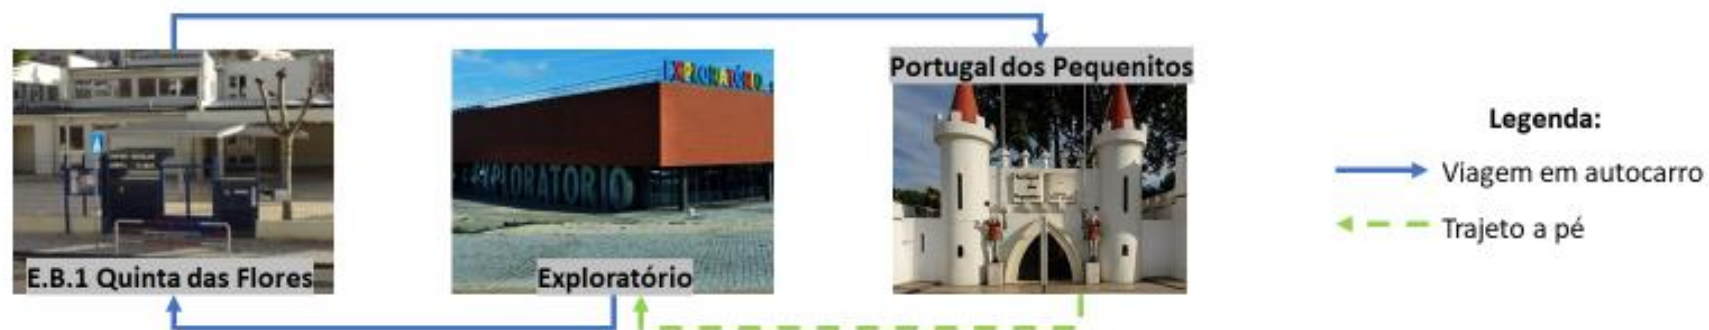 E.B.1 Quinta das Flores
EXPLORATÓRIO
EXPLORATÓRIO
Exploratório
Portugal dos Pequenitos
Legenda:
Viagem em autocarro
Trajeto a pé